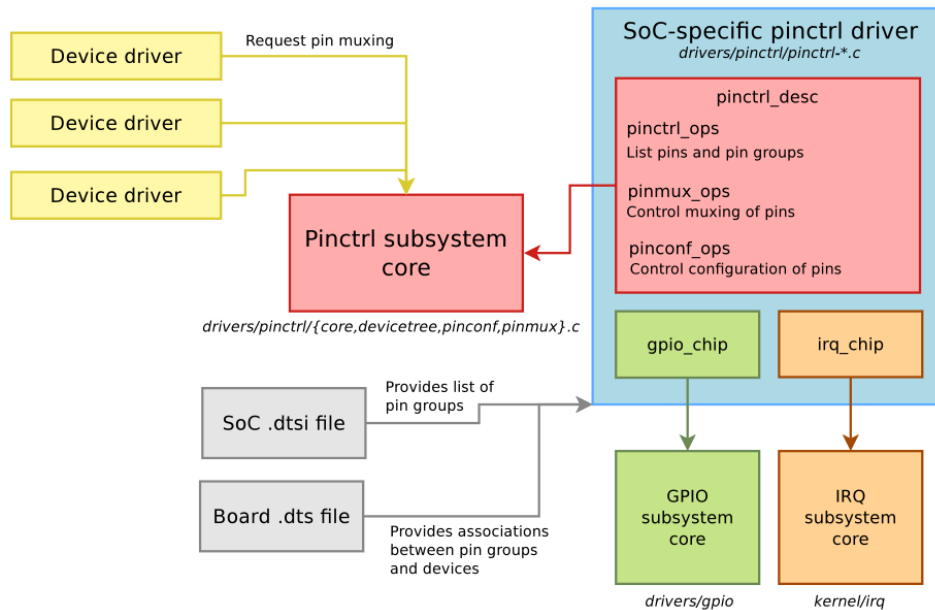 Device driver
Request pin muxing
Device driver
Device driver
Pinctrl subsystem
core
drivers/pinctrl/{core,devicetree,pinconf,pinmux}.c
SoC-specific pinctrl driver
drivers/pinctrl/pinctrl-*.c
pinctrl_desc
pinctrl_ops
List pins and pin groups
pinmux_ops
Control muxing of pins
pinconf_ops
Control configuration of pins
gpio_chip
irq_chip
SoC .dtsi file
Provides list of
pin groups
Board .dts file
Provides associations
between pin groups
and devices
GPIO
subsystem
core
drivers/gpio
IRQ
subsystem
core
kernel/irq